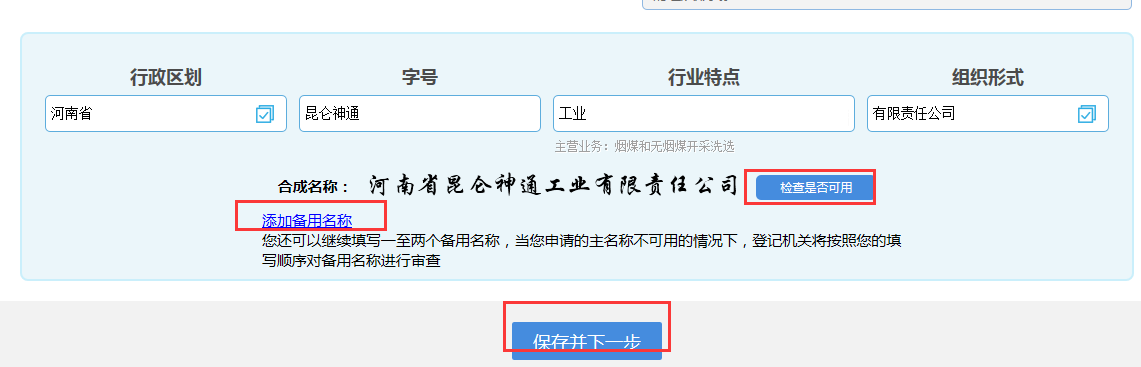 行政区划 字号 行业特点 组织形式
河南省 昆仑神通 工业 有限责任公司
主营业务：烟煤和无烟煤开采洗选
合成名称： 河南省昆仑神通工业有限责任公司 检查是否可用
添加备用名称
您还可以继续填写一至两个备用名称，当您申请的主名称不可用的情况下，登记机关将按照您的填
写顺序对备用名称进行审查
保存并下一步